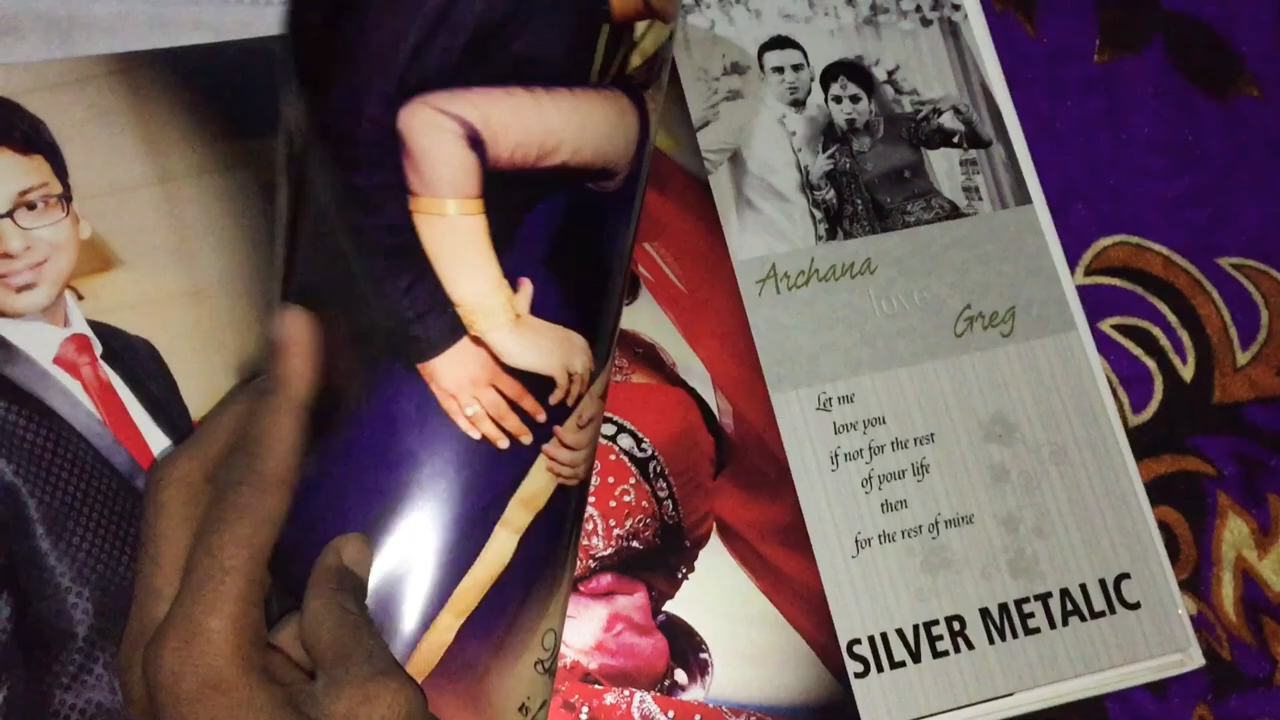 Archana
love
Greg
Let me
love you
if not for the rest
of your life
then
for the rest of mine
SILVER METALIC